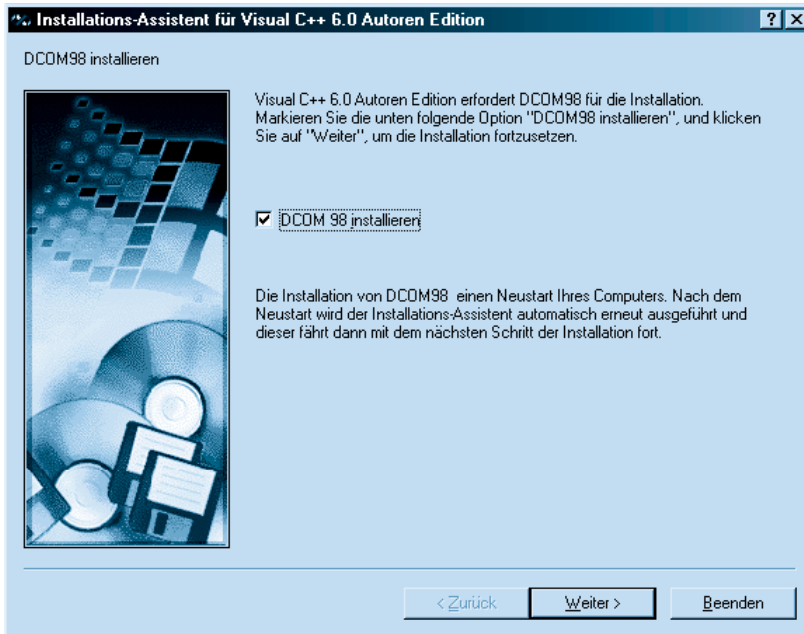 Installations-Assistent für Visual C++ 6.0 Autoren Edition
DCOM98 installieren
Visual C++ 6.0 Autoren Edition erfordert DCOM98 für die Installation.
Markieren Sie die unten folgende Option "DCOM98 installieren", und klicken
Sie auf "Weiter", um die Installation fortzusetzen.
DCOM 98 installieren
Die Installation von DCOM98  einen Neustart Ihres Computers. Nach dem
Neustart wird der Installations-Assistent automatisch erneut ausgeführt und
dieser fährt dann mit dem nächsten Schritt der Installation fort.
< Zurück
Weiter >
Beenden